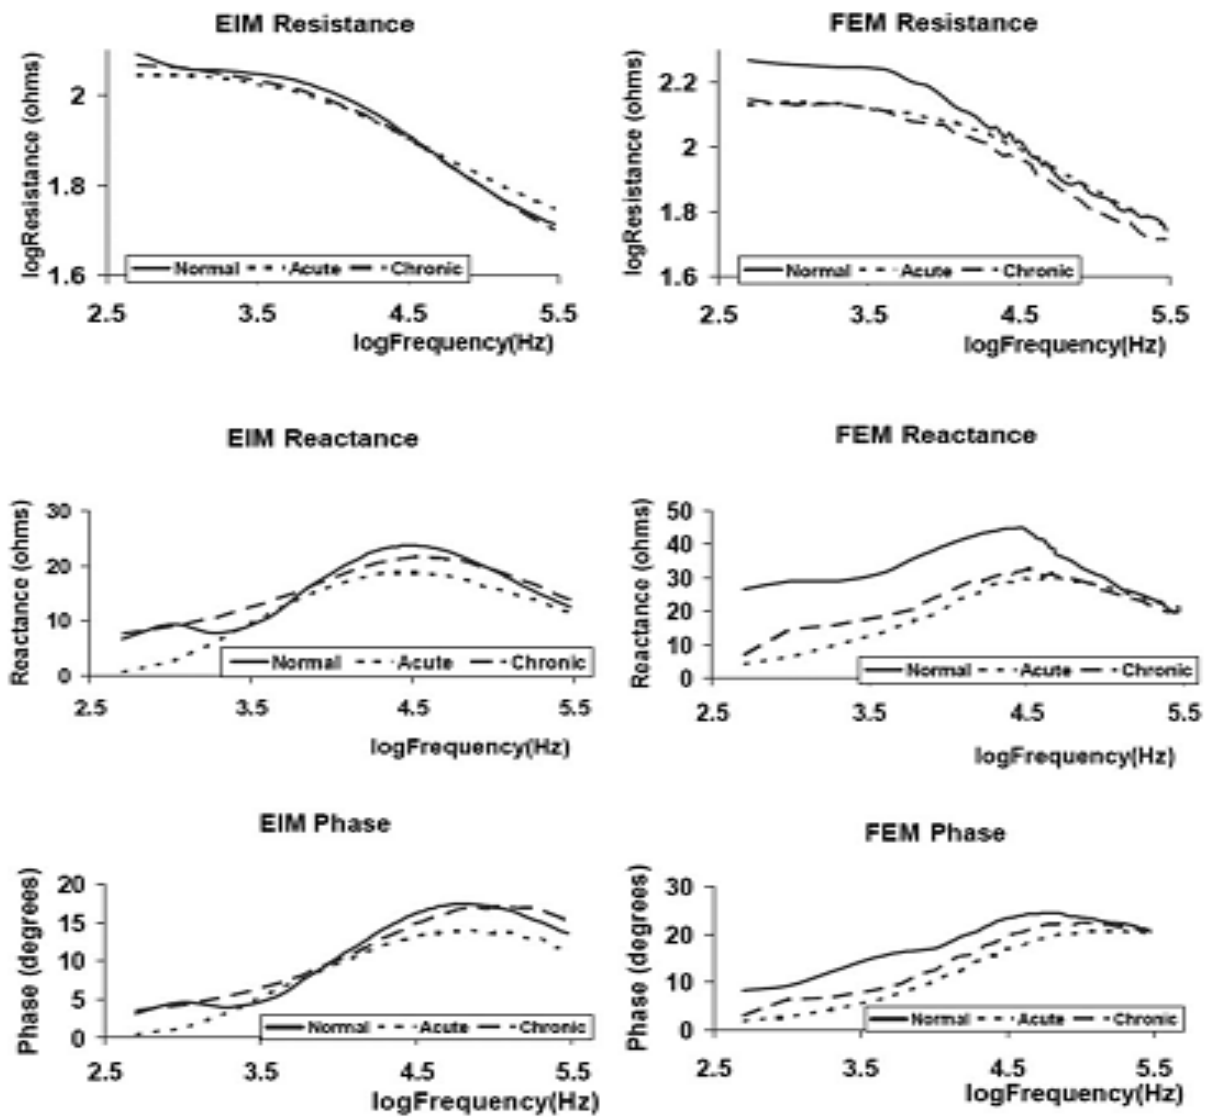 EIM Resistance
logResistance (ohms)
2
1.8
1.6
Normal Acute Chronic
2.5 3.5 4.5 5.5
logFrequency(Hz)
FEM Resistance
logResistance (ohms)
2.2
2
1.8
1.6
Normal Acute Chronic
2.5 3.5 4.5 5.5
logFrequency(Hz)
EIM Reactance
Reactance (ohms)
30
20
10
0
Normal Acute Chronic
2.5 3.5 4.5 5.5
logFrequency(Hz)
FEM Reactance
Reactance (ohms)
50
40
30
20
10
0
Normal Acute Chronic
2.5 3.5 4.5 5.5
logFrequency(Hz)
EIM Phase
Phase (degrees)
20
15
10
5
0
Normal Acute Chronic
2.5 3.5 4.5 5.5
logFrequency(Hz)
FEM Phase
Phase (degrees)
30
20
10
0
Normal Acute Chronic
2.5 3.5 4.5 5.5
logFrequency(Hz)